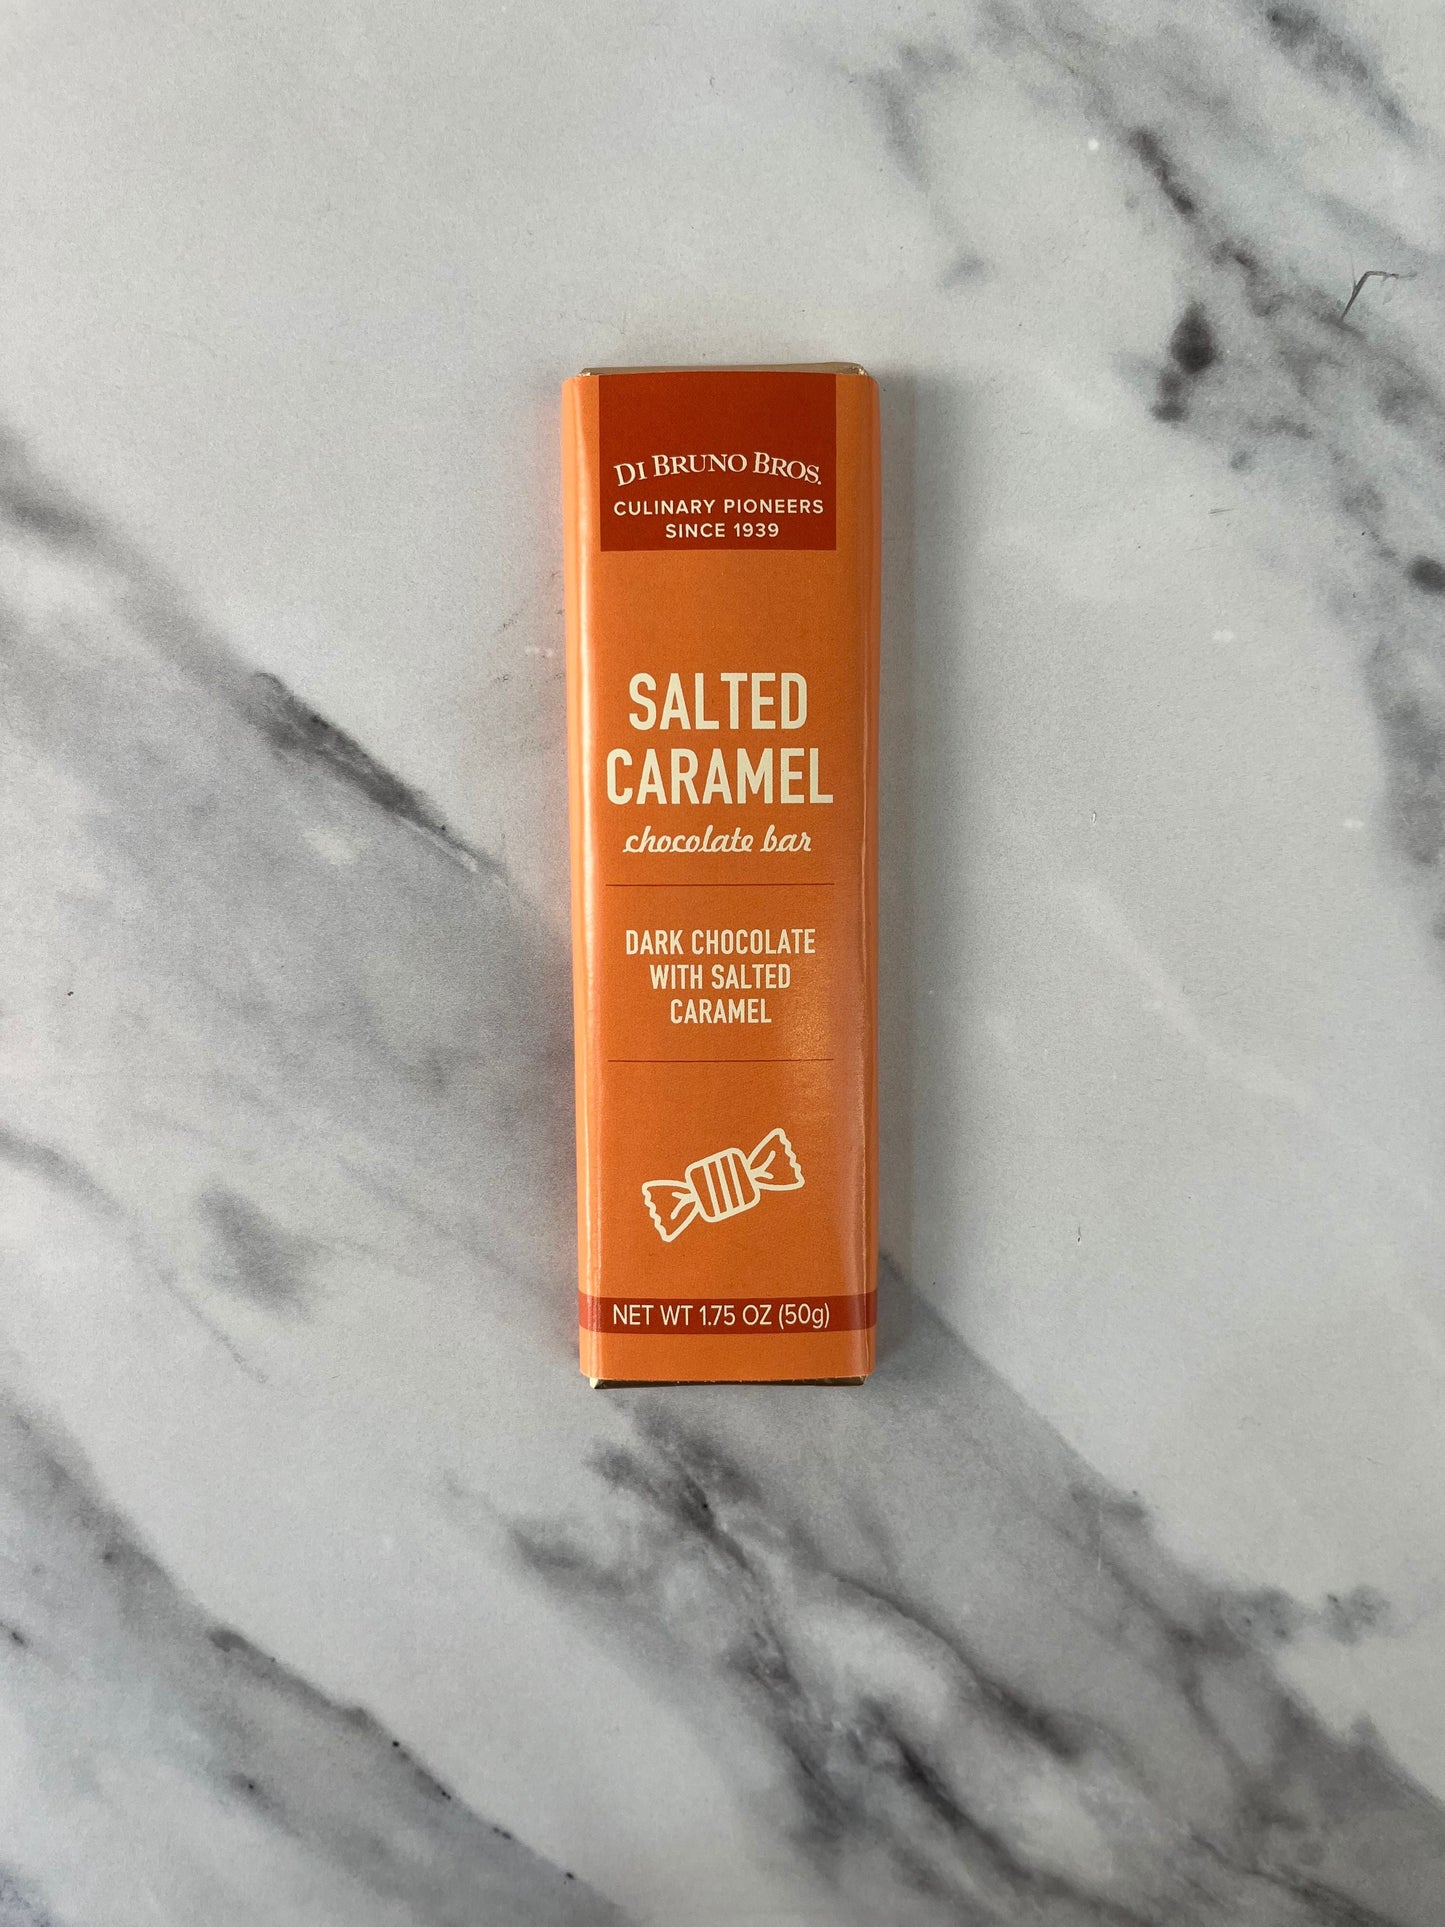 DI BRUNO BROS.
CULINARY PIONEERS
SINCE 1939
SALTED
CARAMEL
chocolate bar
DARK CHOCOLATE
WITH SALTED
CARAMEL
NET WT 1.75 OZ (50g)